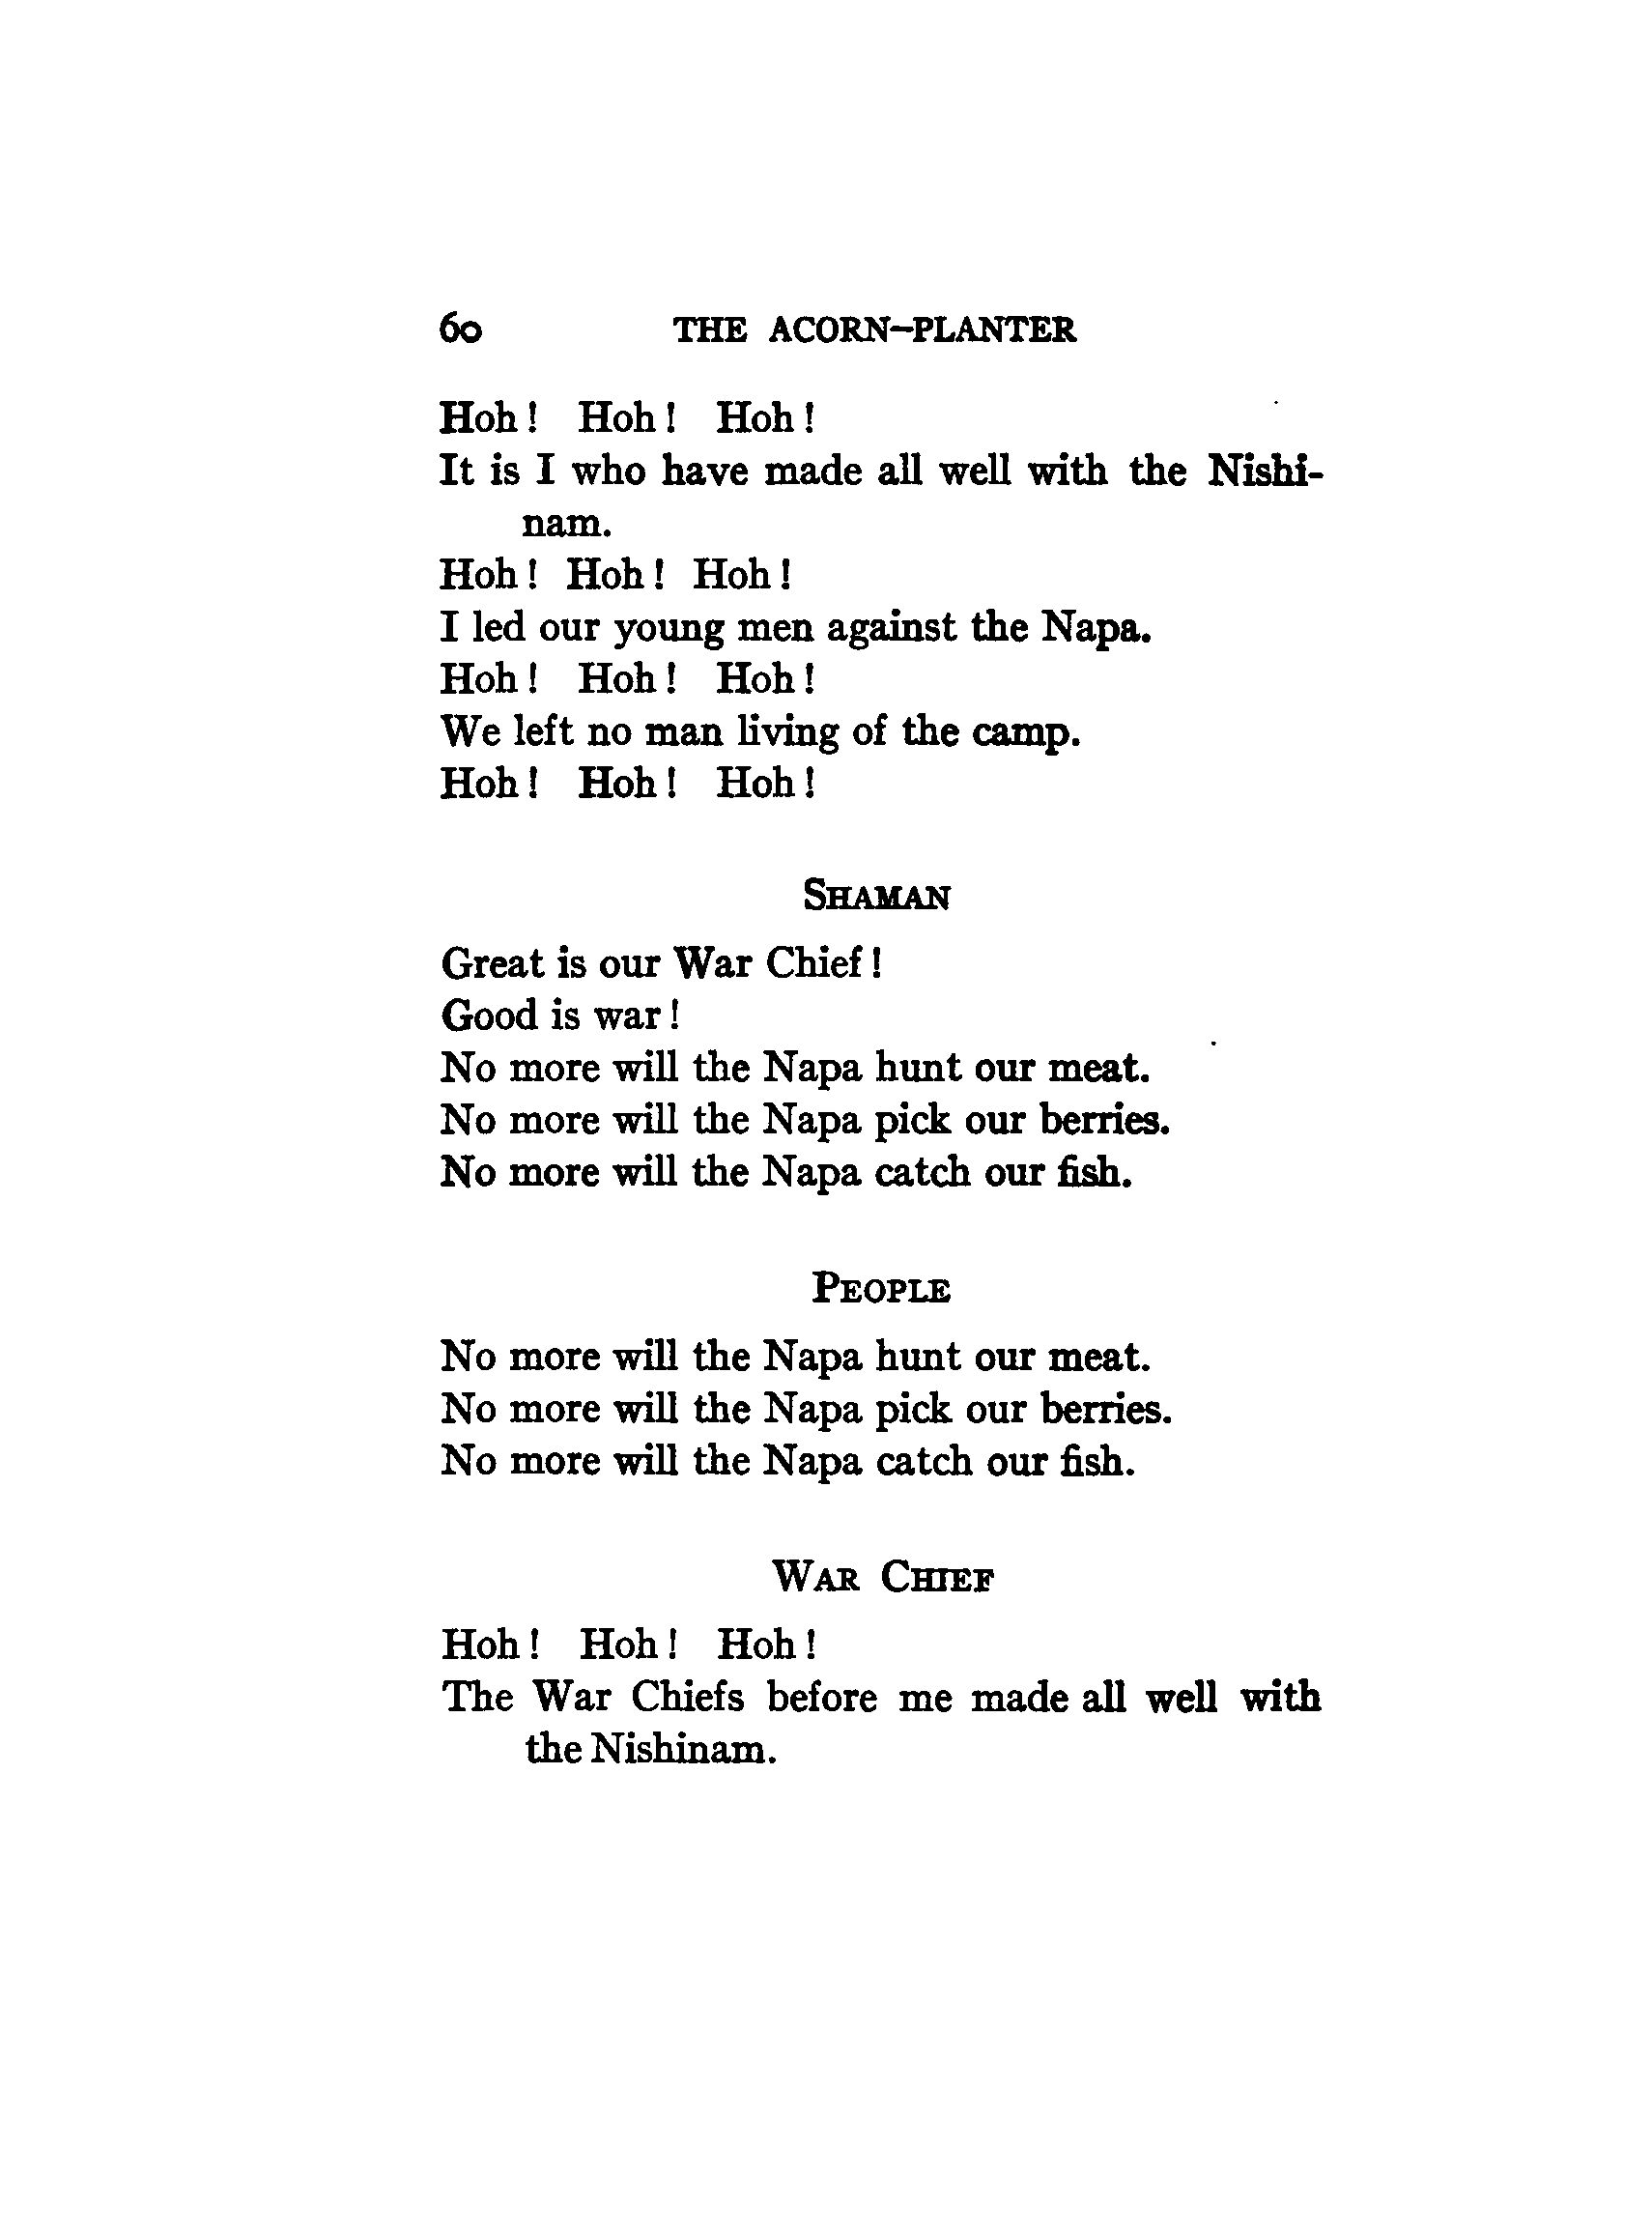 60 THE ACORN-PLANTER
Hoh! Hoh! Hoh!
It is I who have made all well with the Nishi-
nam.
Hoh! Hoh! Hoh!
I led our young men against the Napa.
Hoh! Hoh! Hoh!
We left no man living of the camp.
Hoh! Hoh! Hoh!
SHAMAN
Great is our War Chief!
Good is war!
No more will the Napa hunt our meat.
No more will the Napa pick our berries.
No more will the Napa catch our fish.
PEOPLE
No more will the Napa hunt our meat.
No more will the Napa pick our berries.
No more will the Napa catch our fish.
WAR CHIEF
Hoh! Hoh! Hoh!
The War Chiefs before me made all well with
the Nishinam.